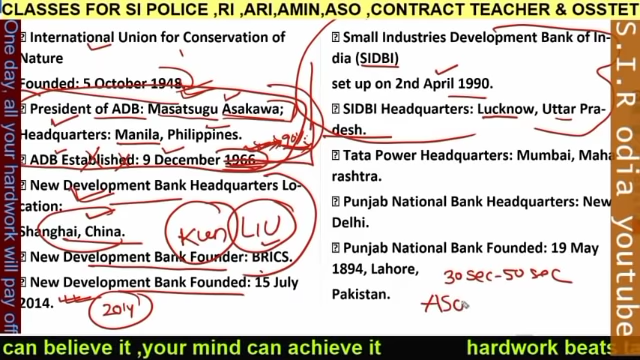 CLASSES FOR SI POLICE ,RI ,ARI,AMIN,ASO ,CONTRACT TEACHER & OSSTET
One day, all your hardwork will pay off
International Union for Conservation of
Nature
Founded: 5 October 1948
President of ADB: Masatsugu Asakawa;
Headquarters: Manila, Philippines.
ADB Established: 9 December 1966
90%
New Development Bank Headquarters Lo-
cation:
Shanghai, China.
Kun LIU
New Development Bank Founder: BRICS.
New Development Bank Founded: 15 July
2014.
2014
Small Industries Development Bank of In-
dia (SIDBI)
set up on 2nd April 1990.
SIDBI Headquarters: Lucknow, Uttar Pra-
desh.
Tata Power Headquarters: Mumbai, Maha
rashtra.
Punjab National Bank Headquarters: New
Delhi.
Punjab National Bank Founded: 19 May
1894, Lahore,
30 sec-50 sec
Pakistan.
ASO
S.I.R odisha youtube
can believe it ,your mind can achieve it
hardwork beats